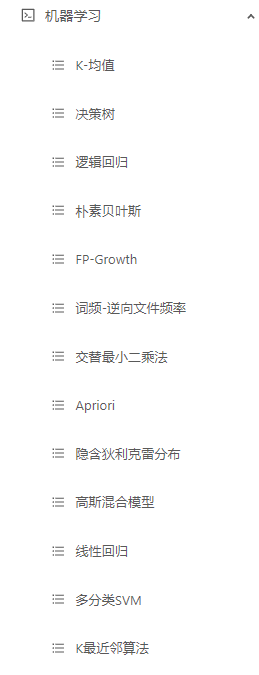 机器学习
K-均值
决策树
逻辑回归
朴素贝叶斯
FP-Growth
词频-逆向文件频率
交替最小二乘法
Apriori
隐含狄利克雷分布
高斯混合模型
线性回归
多分类SVM
K最近邻算法